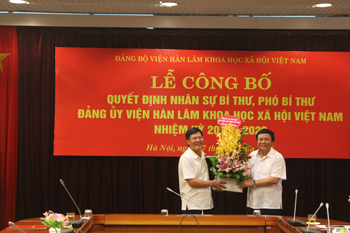 ĐẢNG BỘ VIỆN HÀN LÂM KHOA HỌC XÃ HỘI VIỆT NAM
LỄ CÔNG BỐ
QUYẾT ĐỊNH NHÂN SỰ BÍ THƯ, PHÓ BÍ THƯ
ĐẢNG ỦY VIỆN HÀN LÂM KHOA HỌC XÃ HỘI VIỆT NAM
NHIỆM KỲ
Hà Nội,